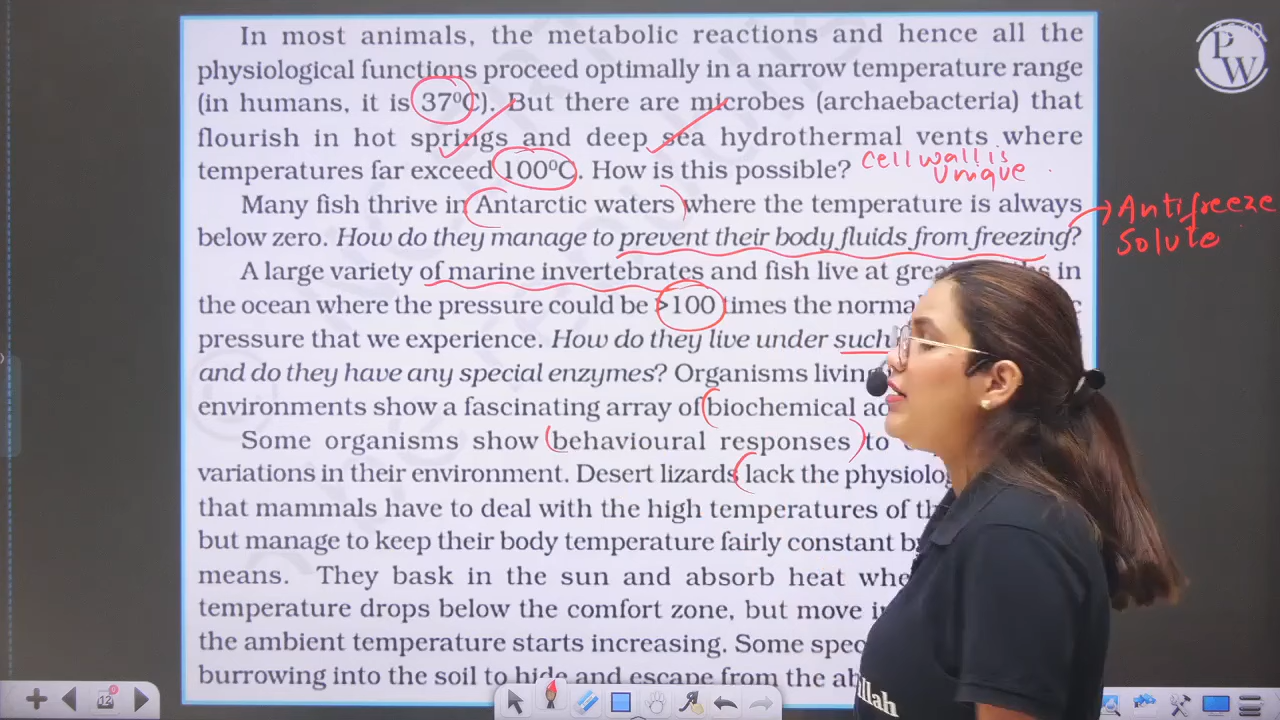 In most animals, the metabolic reactions and hence all the
physiological functions proceed optimally in a narrow temperature range
(in humans, it is 37⁰C). But there are microbes (archaebacteria) that
flourish in hot springs and deep sea hydrothermal vents where
temperatures far exceed 100⁰C. How is this possible?
Cell wall is
Unique
Many fish thrive in Antarctic waters where the temperature is always
below zero. How do they manage to prevent their body fluids from freezing?
Antifreeze
Solute
A large variety of marine invertebrates and fish live at great in
the ocean where the pressure could be >100 times the
pressure that we experience. How do they live under such
and do they have any special enzymes? Organisms living
environments show a fascinating array of biochemical
Some organisms show behavioural responses to
variations in their environment. Desert lizards lack the
that mammals have to deal with the high temperatures of
but manage to keep their body temperature fairly constant
means. They bask in the sun and absorb heat
temperature drops below the comfort zone, but move
the ambient temperature starts increasing. Some
burrowing into the soil to hide and escape from the
PW
12
llah